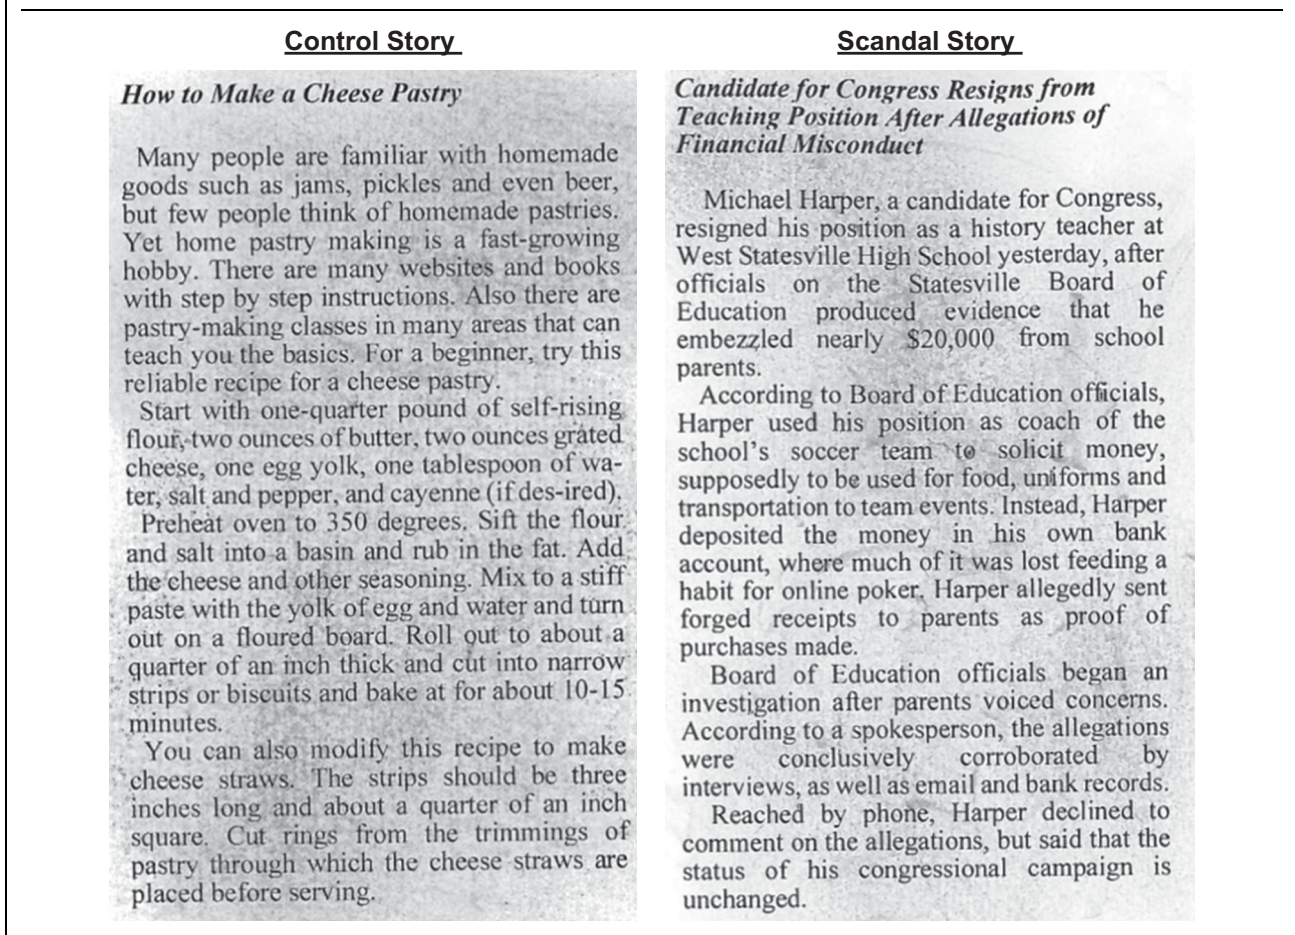 Control Story
How to Make a Cheese Pastry
Many people are familiar with homemade
goods such as jams, pickles and even beer,
but few people think of homemade pastries.
Yet home pastry making is a fast-growing
hobby. There are many websites and books
with step by step instructions. Also there are
pastry-making classes in many areas that can
teach you the basics. For a beginner, try this
reliable recipe for a cheese pastry.
Start with one-quarter pound of self-rising
flour, two ounces of butter, two ounces grated
cheese, one egg yolk, one tablespoon of wa-
ter, salt and pepper, and cayenne (if des-ired).
Preheat oven to 350 degrees. Sift the flour
and salt into a basin and rub in the fat. Add
the cheese and other seasoning. Mix to a stiff
paste with the yolk of egg and water and turn
out on a floured board. Roll out to about a
quarter of an inch thick and cut into narrow
strips or biscuits and bake at for about 10-15
minutes.
You can also modify this recipe to make
cheese straws. The strips should be three
inches long and about a quarter of an inch
square. Cut rings from the trimmings of
pastry through which the cheese straws are
placed before serving.
Scandal Story
Candidate for Congress Resigns from
Teaching Position After Allegations of
Financial Misconduct
Michael Harper, a candidate for Congress,
resigned his position as a history teacher at
West Statesville High School yesterday, after
officials on the Statesville Board of
Education produced evidence that he
embezzled nearly $20,000 from school
parents.
According to Board of Education officials,
Harper used his position as coach of the
school's soccer team to solicit money,
supposedly to be used for food, uniforms and
transportation to team events. Instead, Harper
deposited the money in his own bank
account, where much of it was lost feeding a
habit for online poker. Harper allegedly sent
forged receipts to parents as proof of
purchases made.
Board of Education officials began an
investigation after parents voiced concerns.
According to a spokesperson, the allegations
were conclusively corroborated by
interviews, as well as email and bank records.
Reached by phone, Harper declined to
comment on the allegations, but said that the
status of his congressional campaign is
unchanged.